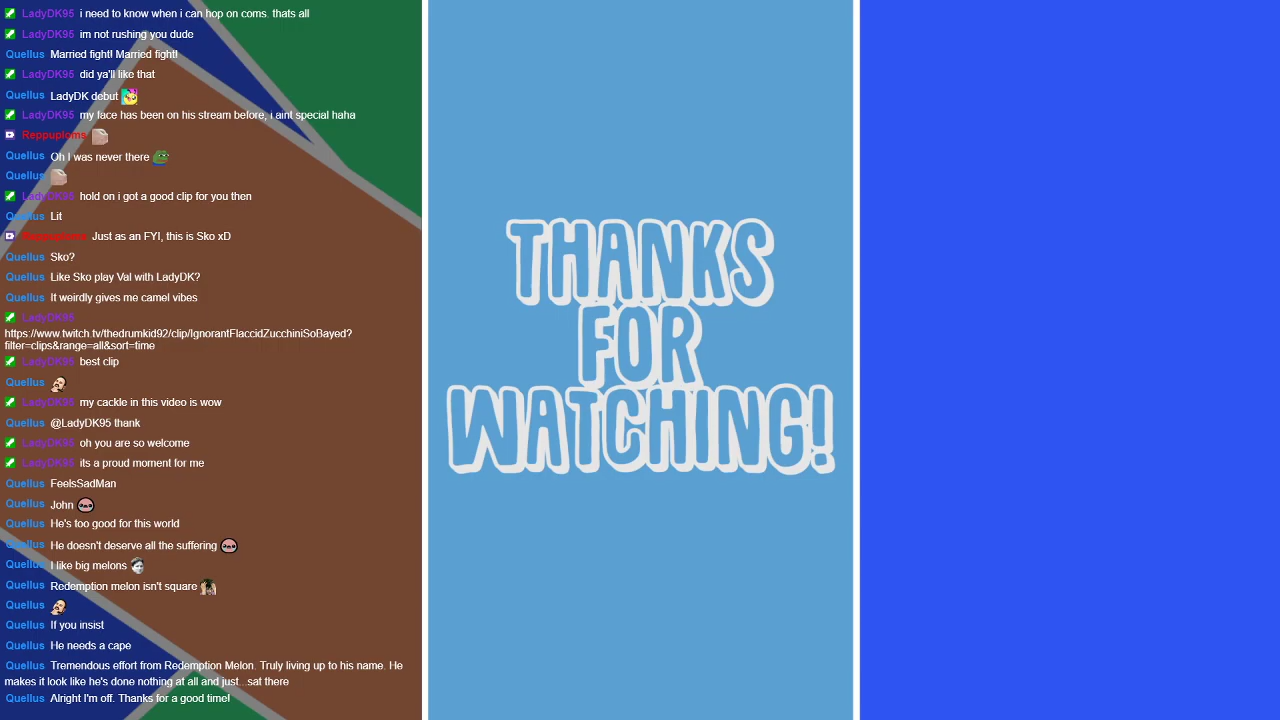 LadyDK95 i need to know when i can hop on coms. thats all
LadyDK95 im not rushing you dude
Quellus Married fight! Married fight!
LadyDK95 did ya'll like that
Quellus LadyDK debut
LadyDK95 my face has been on his stream before, i aint special haha
Reppuploms
Quellus Oh I was never there
Quellus
LadyDK95 hold on i got a good clip for you then
Quellus Lit
Reppuploms Just as an FYI, this is Sko xD
Quellus Sko?
Quellus Like Sko play Val with LadyDK?
Quellus It weirdly gives me camel vibes
LadyDK95
https://www.twitch.tv/thedrumkid92/clip/IgnorantFlaccidZucchiniSoBayed?
filter=clips&range=all&sort=time
LadyDK95 best clip
Quellus
LadyDK95 my cackle in this video is wow
Quellus @LadyDK95 thank
LadyDK95 oh you are so welcome
LadyDK95 its a proud moment for me
Quellus FeelsSadMan
Quellus John
Quellus He's too good for this world
Quellus He doesn't deserve all the suffering
Quellus I like big melons
Quellus Redemption melon isn't square
Quellus
Quellus If you insist
Quellus He needs a cape
Quellus Tremendous effort from Redemption Melon. Truly living up to his name. He
makes it look like he's done nothing at all and just...sat there
Quellus Alright I'm off. Thanks for a good time!
THANKS
FOR
WATCHING!